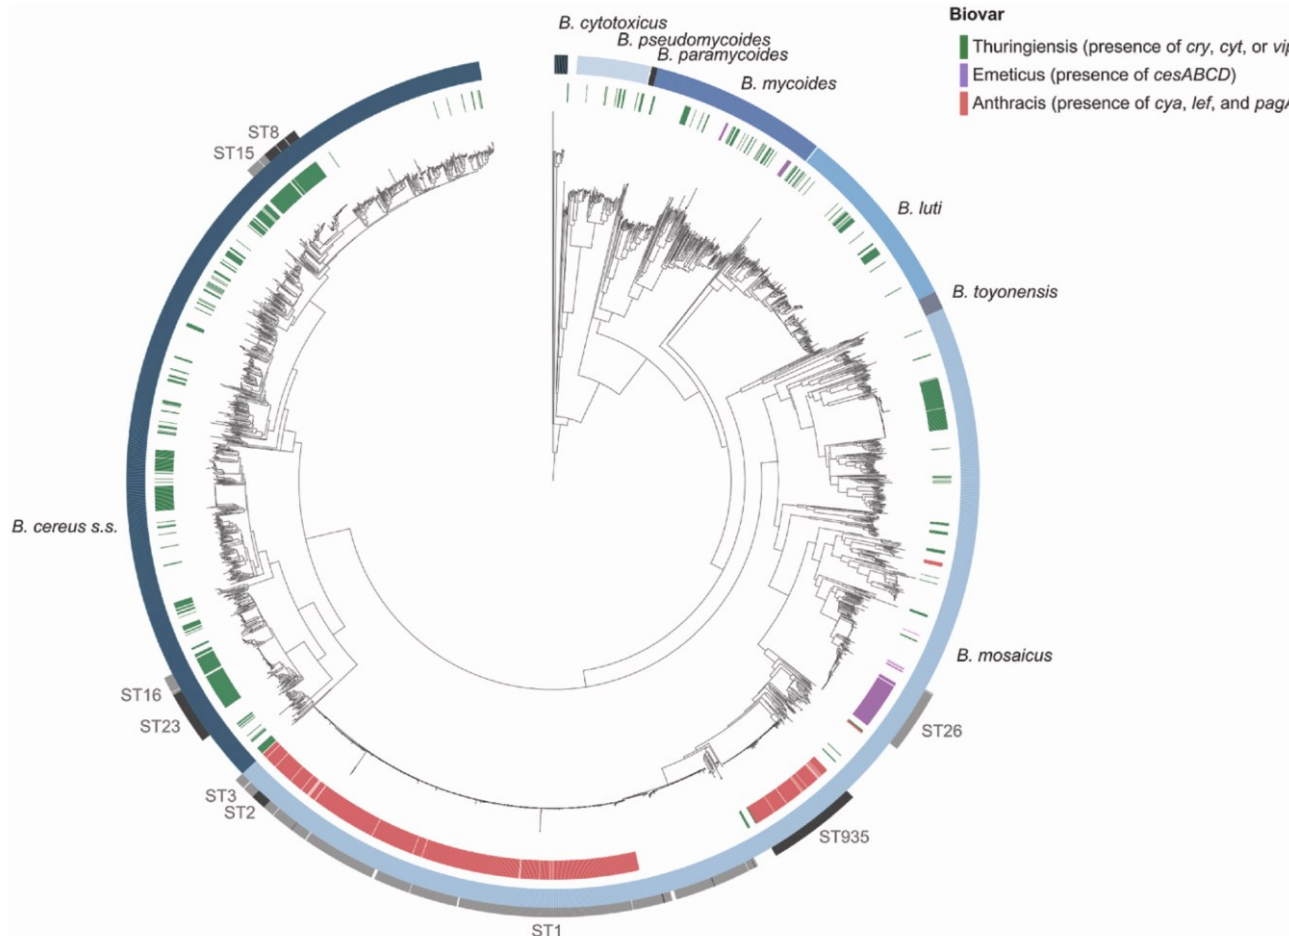 B. cytotoxicus
B. pseudomycoides
B. paramycoides
B. mycoides
B. luti
B. toyonensis
B. mosaicus
B. cereus s.s.
ST8
ST15
ST16
ST23
ST3
ST2
ST1
ST935
ST26
Biovar
Thuringiensis (presence of cry, cyt, or vip
Emeticus (presence of cesABCD)
Anthracis (presence of cya, lef, and pagA